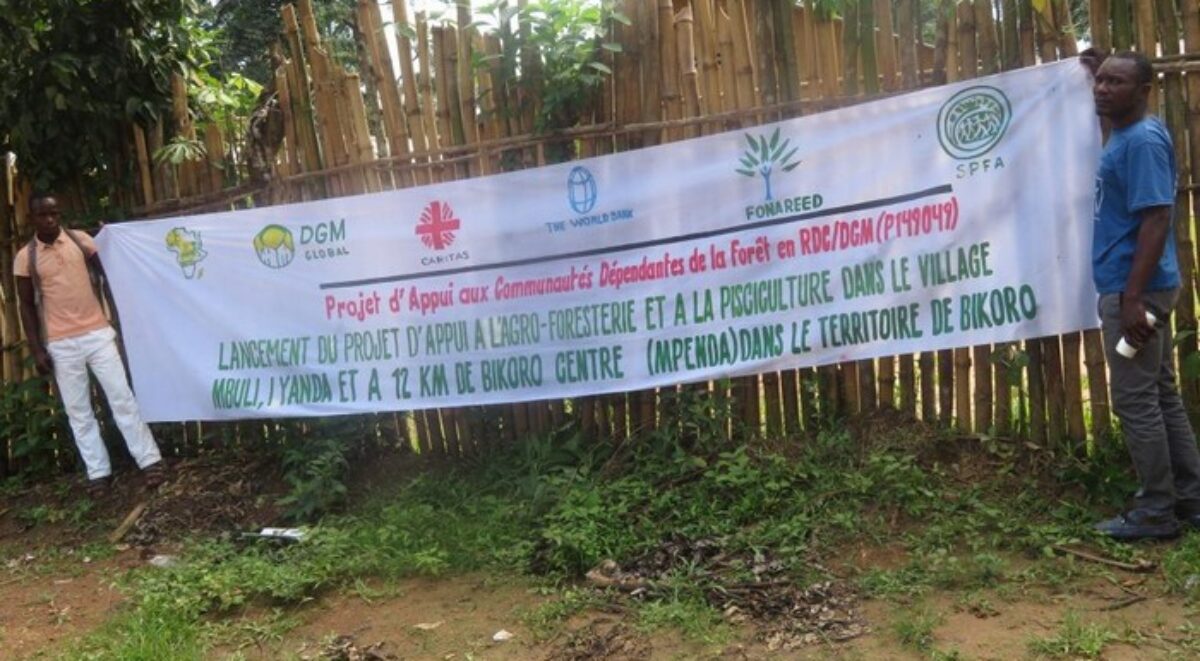 DGM
GLOBAL
CARITAS
THE WORLD BANK
FONAREED
SPFA
Projet d'Appui aux Communautés Dépendantes de la Forêt en RDC/DGM (P149049)
LANCEMENT DU PROJET D'APPUI A L'AGRO-FORESTERIE ET A LA PISCICULTURE DANS LE VILLAGE
MBULI, IYANDA ET A 12 KM DE BIKORO CENTRE (MPENDA) DANS LE TERRITOIRE DE BIKORO